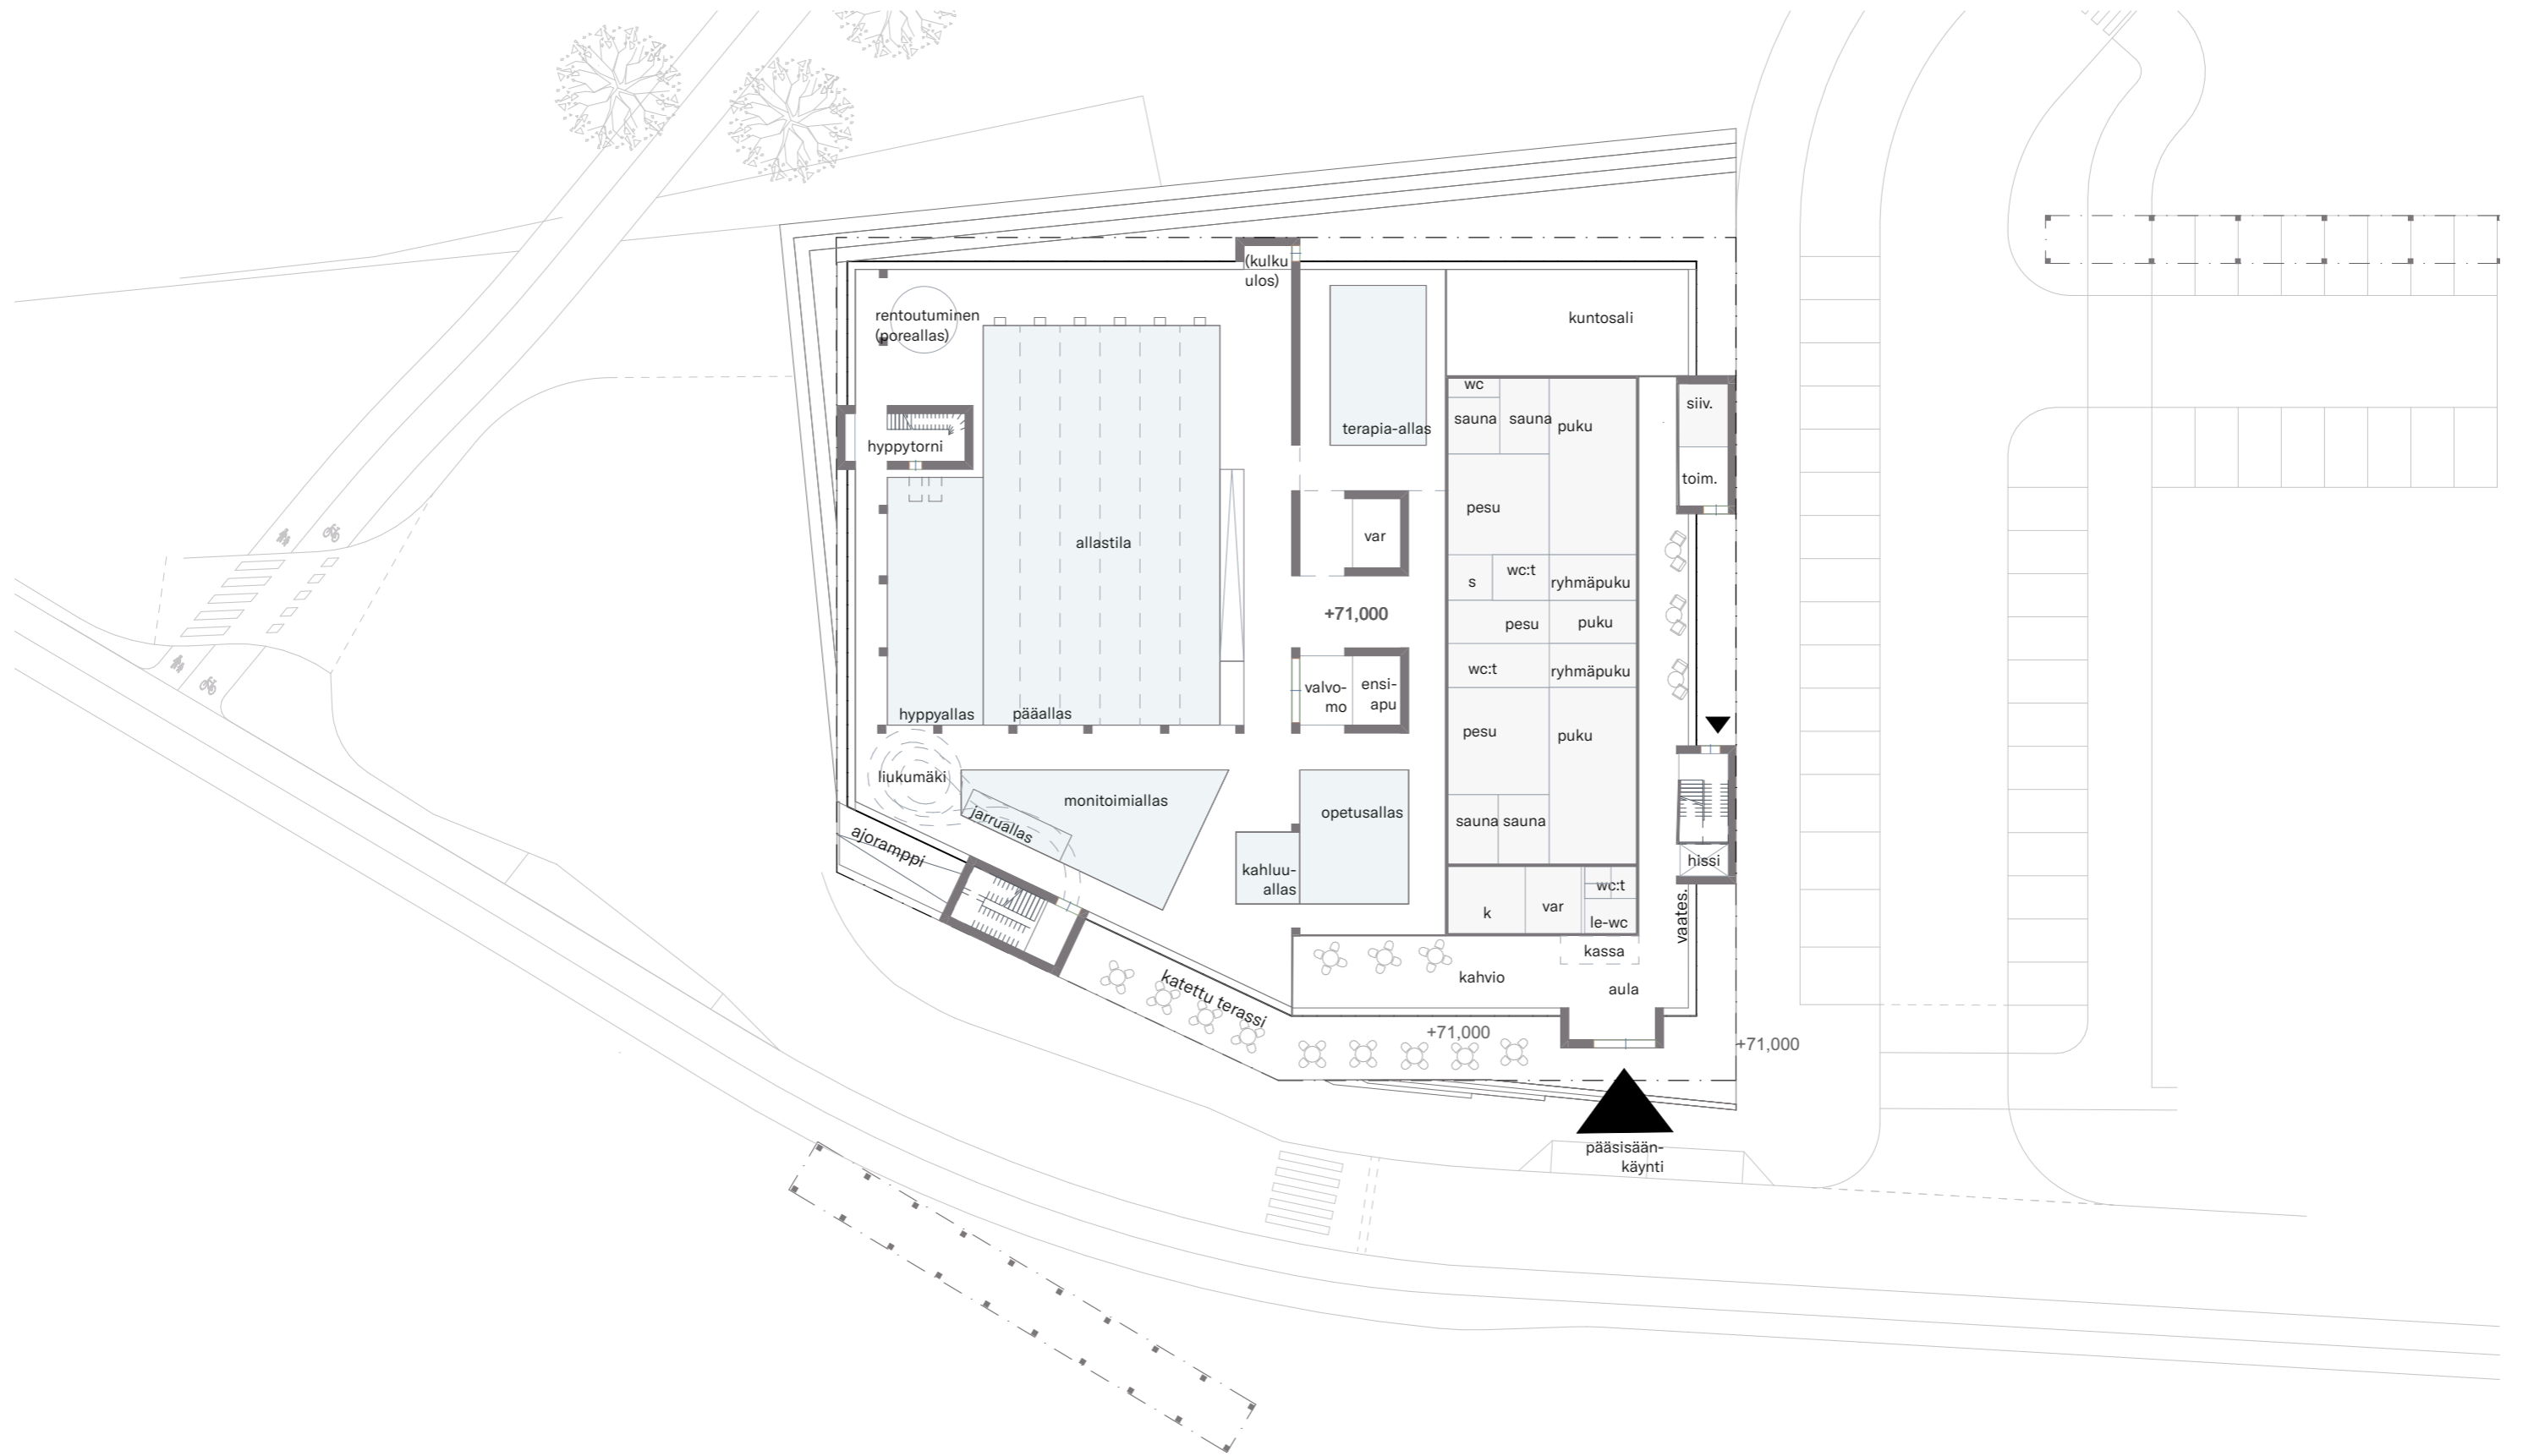 (kulku
ulos)
rentoutuminen
(poreallas)
kuntosali
wc
siiv.
sauna
sauna
puku
terapia-allas
hyppytorni
toim.
pesu
var
allastila
wc:t
s
ryhmäpuku
+71,000
pesu
puku
wc:t
ryhmäpuku
valvo-
mo
ensi-
apu
hyppyallas
pääallas
pesu
puku
liukumäki
monitoimiallas
jarruallas
opetusallas
sauna
sauna
ajoramppi
hissi
kahluu-
allas
wc:t
k
var
le-wc
vaates.
kassa
kahvio
aula
katettu terassi
+71,000
+71,000
pääsisään-
käynti